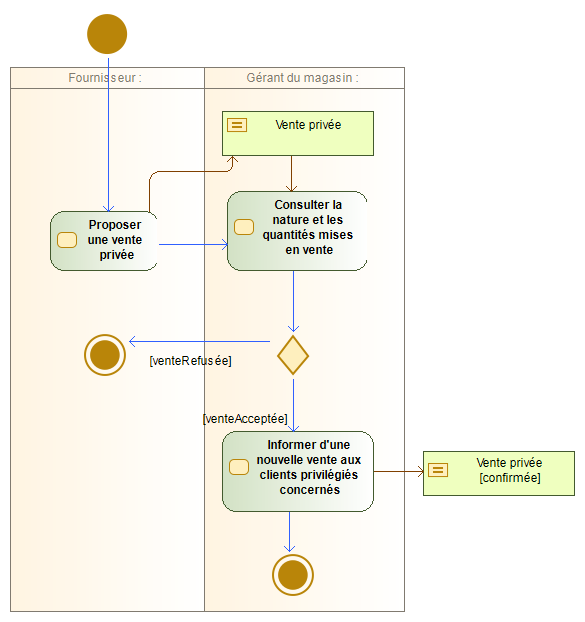 Fournisseur :
Gérant du magasin :
Vente privée
Proposer
une vente
privée
Consulter la
nature et les
quantités mises
en vente
[venteRefusée]
[venteAcceptée]
Informer d'une
nouvelle vente aux
clients privilégiés
concernés
Vente privée
[confirmée]